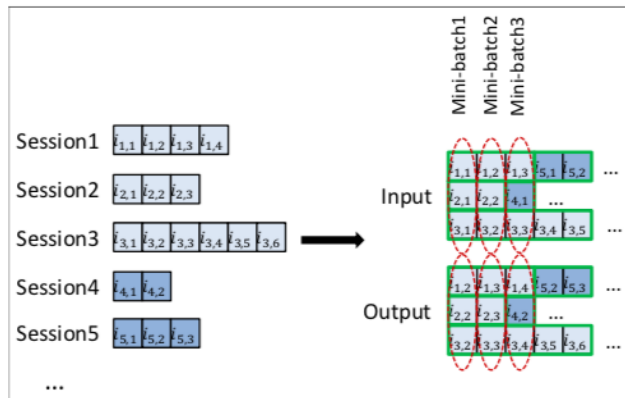 Mini-batch1
Mini-batch2
Mini-batch3
Session1 i1,1 i1,2 i1,3 i1,4
Session2 i2,1 i2,2 i2,3
Session3 i3,1 i3,2 i3,3 i3,4 i3,5 i3,6
Session4 i4,1 i4,2
Session5 i5,1 i5,2 i5,3
...
i1,1 i1,2 i1,3 i5,1 i5,2 ...
Input i2,1 i2,2 i4,1 ...
i3,1 i3,2 i3,3 i3,4 i3,5 ...
i1,2 i1,3 i1,4 i5,2 i5,3 ...
Output i2,2 i2,3 i4,2 ...
i3,2 i3,3 i3,4 i3,5 i3,6 ...